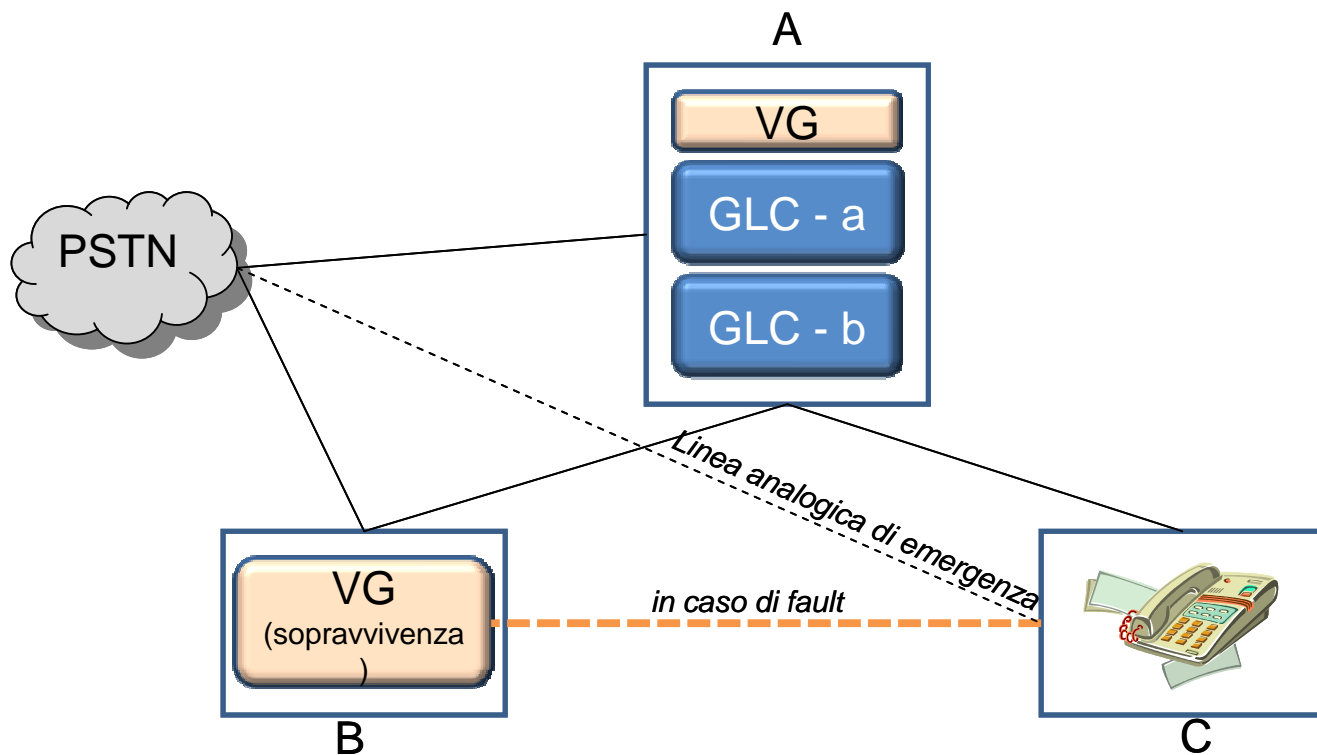 A
VG
GLC - a
GLC - b
PSTN
Linea analogica di emergenza
in caso di fault
VG
(sopravvivenza
)
B
C